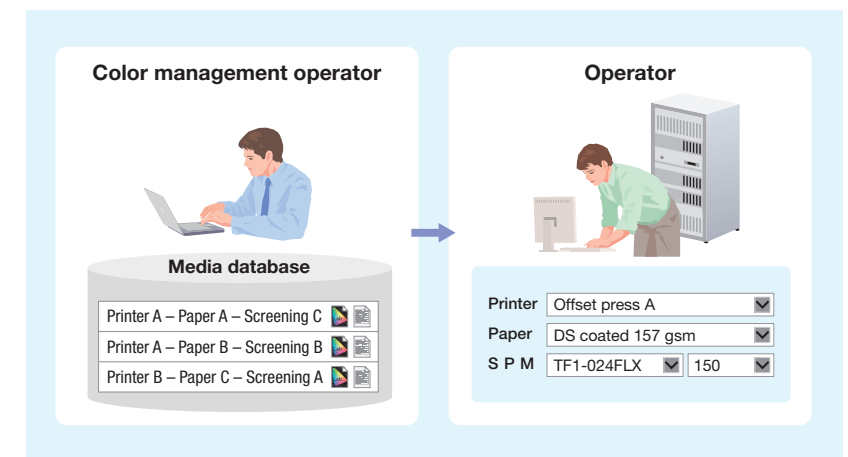 Color management operator
Media database
Printer A – Paper A – Screening C
Printer A – Paper B – Screening B
Printer B – Paper C – Screening A
Operator
Printer Offset press A
Paper DS coated 157 gsm
S P M TF1-024FLX 150